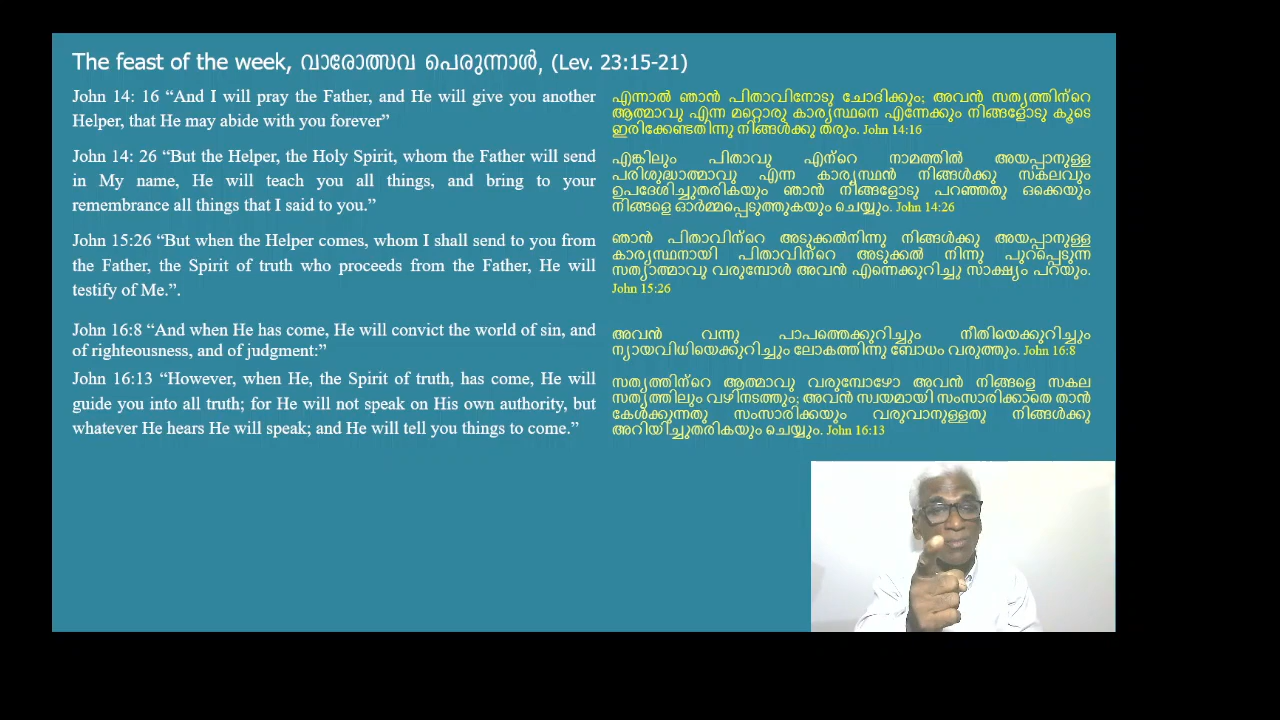 The feast of the week, വാരോത്സവ പെരുന്നാൾ, (Lev. 23:15-21)
John 14: 16 “And I will pray the Father, and He will give you another
Helper, that He may abide with you forever”
John 14: 26 “But the Helper, the Holy Spirit, whom the Father will send
in My name, He will teach you all things, and bring to your
remembrance all things that I said to you.”
John 15:26 “But when the Helper comes, whom I shall send to you from
the Father, the Spirit of truth who proceeds from the Father, He will
testify of Me.”.
John 16:8 “And when He has come, He will convict the world of sin, and
of righteousness, and of judgment:”
John 16:13 “However, when He, the Spirit of truth, has come, He will
guide you into all truth; for He will not speak on His own authority, but
whatever He hears He will speak; and He will tell you things to come.”
എന്നാൽ ഞാൻ പിതാവിനോടു ചോദിക്കും; അവൻ സത്യത്തിന്റെ
ആത്മാവു എന്ന മറ്റൊരു കാര്യസ്ഥനെ എന്നേക്കും നിങ്ങളോടു കൂടെ
ഇരിക്കേണ്ടതിന്നു നിങ്ങൾക്കു തരും. John 14:16
എങ്കിലും പിതാവു എന്റെ നാമത്തിൽ അയപ്പാനുള്ള
പരിശുദ്ധാത്മാവു എന്ന കാര്യസ്ഥൻ നിങ്ങൾക്കു സകലവും
ഉപദേശിച്ചുതരികയും ഞാൻ നിങ്ങളോടു പറഞ്ഞതു ഒക്കെയും
നിങ്ങളെ ഓർമ്മപ്പെടുത്തുകയും ചെയ്യും. John 14:26
ഞാൻ പിതാവിന്റെ അടുക്കൽനിന്നു നിങ്ങൾക്കു അയപ്പാനുള്ള
കാര്യസ്ഥനായി പിതാവിന്റെ അടുക്കൽ നിന്നു പുറപ്പെടുന്ന
സത്യാത്മാവു വരുമ്പോൾ അവൻ എന്നെക്കുറിച്ചു സാക്ഷ്യം പറയും.
John 15:26
അവൻ വന്നു പാപത്തെക്കുറിച്ചും നീതിയെക്കുറിച്ചും
ന്യായവിധിയെക്കുറിച്ചും ലോകത്തിന്നു ബോധം വരുത്തും. John 16:8
സത്യത്തിന്റെ ആത്മാവു വരുമ്പോഴോ അവൻ നിങ്ങളെ സകല
സത്യത്തിലും വഴിനടത്തും; അവൻ സ്വയമായി സംസാരിക്കാതെ താൻ
കേൾക്കുന്നതു സംസാരിക്കയും വരുവാനുള്ളതു നിങ്ങൾക്കു
അറിയിച്ചുതരികയും ചെയ്യും. John 16:13